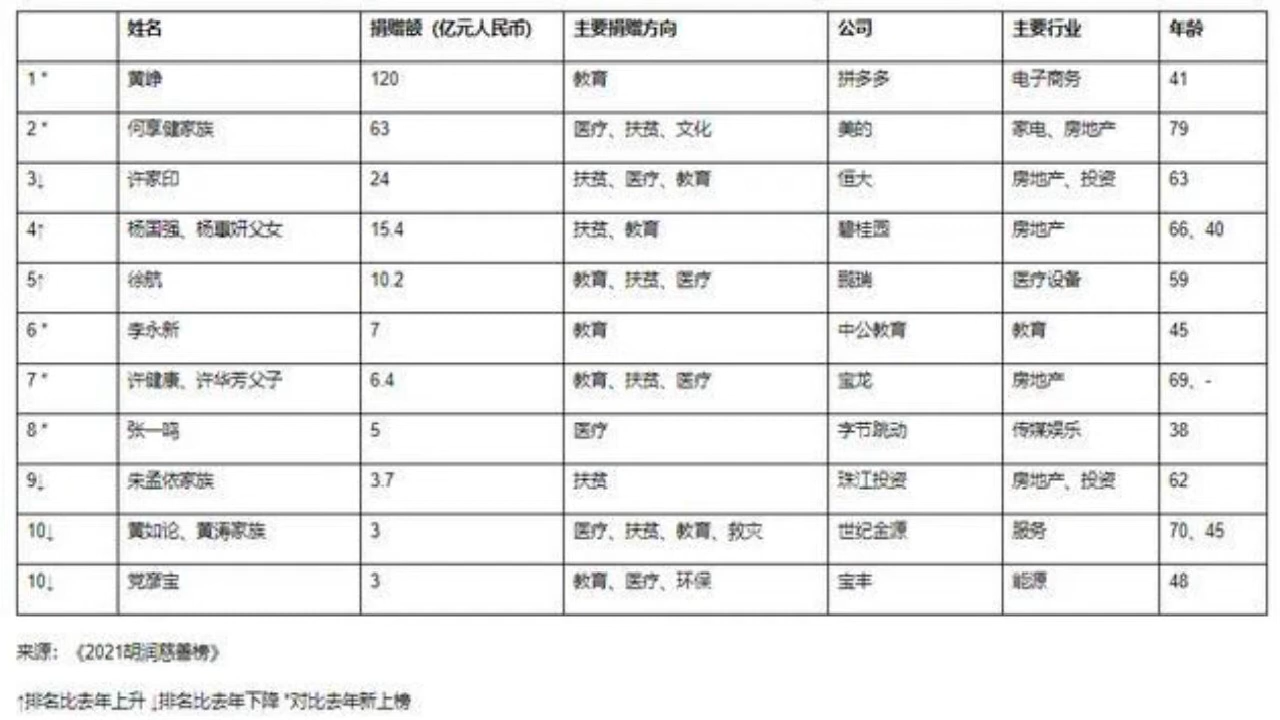 姓名 捐赠额（亿元人民币） 主要捐赠方向 公司 主要行业 年龄
1 * 黄峥 120 教育 拼多多 电子商务 41
2 * 何享健家族 63 医疗、扶贫、文化 美的 家电、房地产 79
3↓ 许家印 24 扶贫、医疗、教育 恒大 房地产、投资 63
4↑ 杨国强、杨惠妍父女 15.4 扶贫、教育 碧桂园 房地产 66、40
5↑ 徐航 10.2 教育、扶贫、医疗 鹏瑞 医疗设备 59
6 * 李永新 7 教育 中公教育 教育 45
7 * 许健康、许华芳父子 6.4 教育、扶贫、医疗 宝龙 房地产 69、-
8 * 张一鸣 5 医疗 字节跳动 传媒娱乐 38
9↓ 朱孟依家族 3.7 扶贫 珠江投资 房地产、投资 62
10↓ 黄如论、黄涛家族 3 医疗、扶贫、教育、救灾 世纪金源 服务 70、45
10↓ 党彦宝 3 教育、医疗、环保 宝丰 能源 48
来源：《2021胡润慈善榜》
↑排名比去年上升 ↓排名比去年下降 *对比去年新上榜